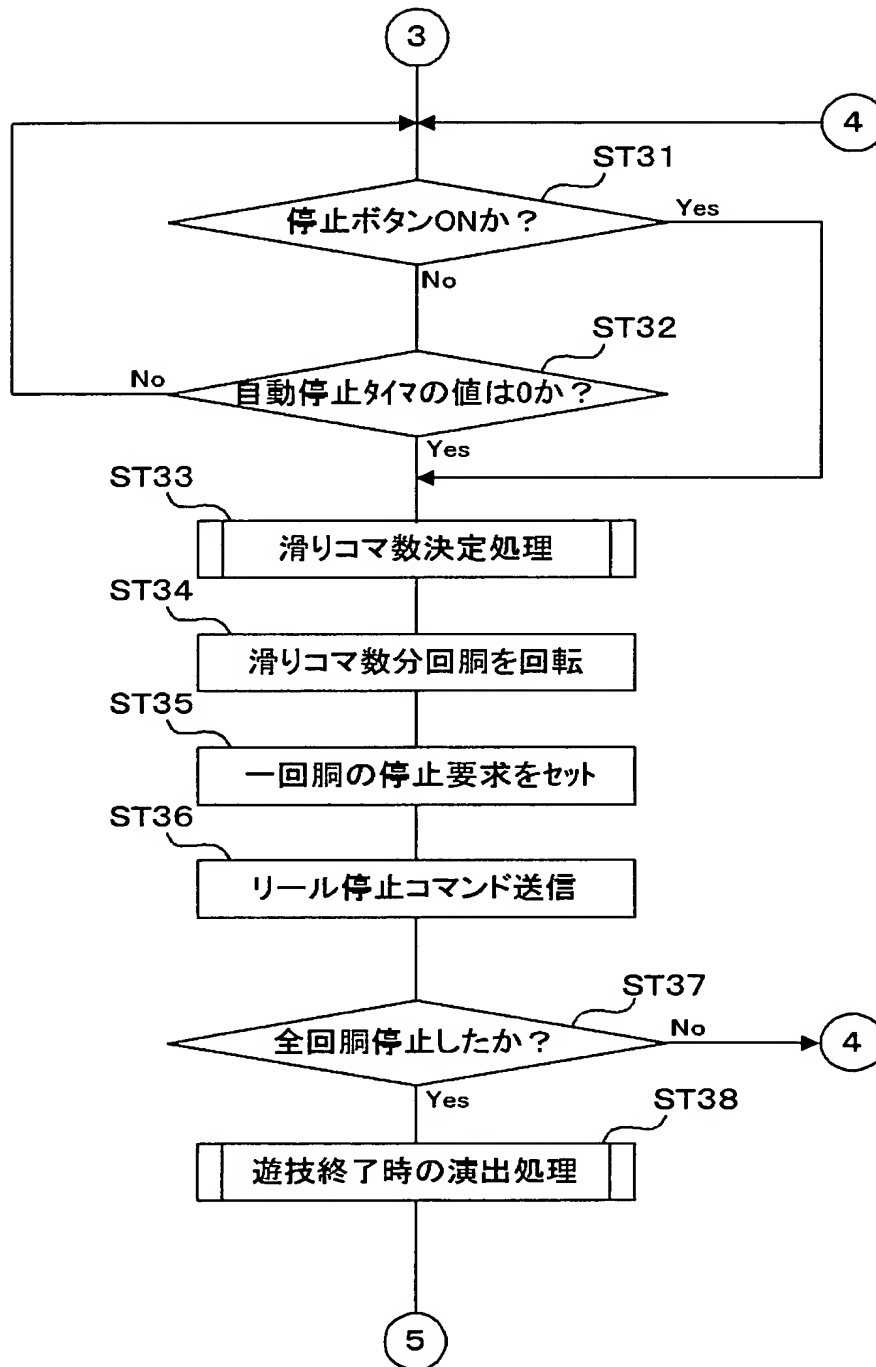 3
4
ST31
停止ボタンONか？
Yes
No
ST32
No
自動停止タイマの値は0か？
Yes
ST33
滑りコマ数決定処理
ST34
滑りコマ数分回胴を回転
ST35
一回胴の停止要求をセット
ST36
リール停止コマンド送信
ST37
全回胴停止したか？
No
4
Yes
ST38
遊技終了時の演出処理
5